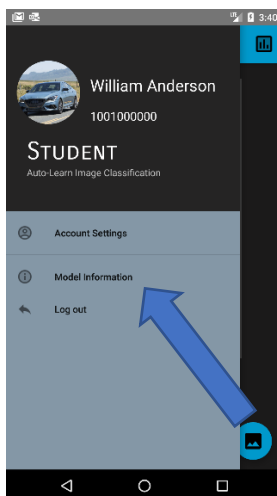 3:40
William Anderson
1001000000
STUDENT
Auto-Learn Image Classification
Account Settings
Model Information
Log out